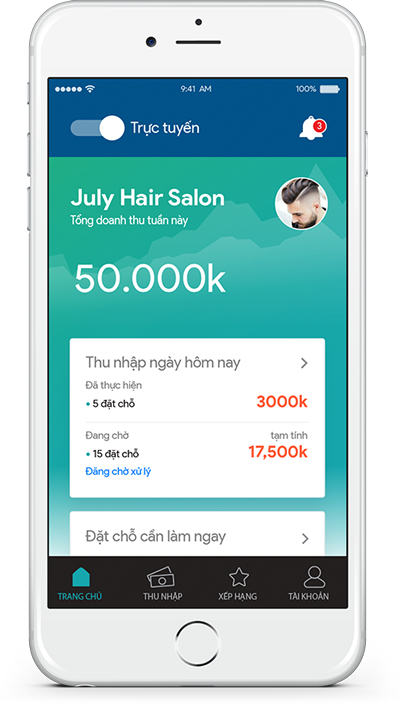 9:41 AM 100%
Trực tuyến 3
July Hair Salon
Tổng doanh thu tuần này
50.000k
Thu nhập ngày hôm nay
Đã thực hiện
5 đặt chỗ 3000k
Đang chờ tạm tính
15 đặt chỗ 17,500k
Đăng chờ xử lý
Đặt chỗ cần làm ngay
TRANG CHỦ THU NHẬP XẾP HẠNG TÀI KHOẢN